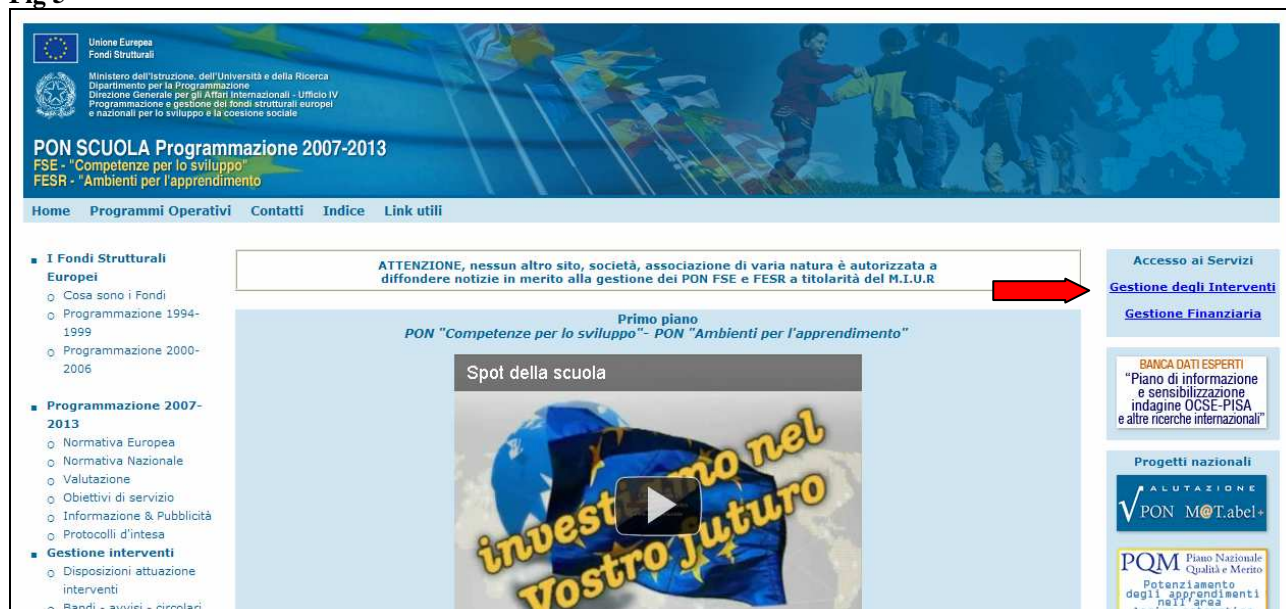 Unione Europea
Fondi Strutturali
Ministero dell'Istruzione. dell'Università e della Ricerca
Dipartimento per la Programmazione
Direzione Generale per gli Affari Internazionali - Ufficio IV
Programmazione e gestione dei fondi strutturali europei
e nazionali per lo sviluppo e la coesione sociale
PON SCUOLA Programmazione 2007-2013
FSE - "Competenze per lo sviluppo"
FESR - "Ambienti per l'apprendimento
Home Programmi Operativi Contatti Indice Link utili
I Fondi Strutturali
Europei
Cosa sono i Fondi
Programmazione 1994-
1999
Programmazione 2000-
2006
Programmazione 2007-
2013
Normativa Europea
Normativa Nazionale
Valutazione
Obiettivi di servizio
Informazione & Pubblicità
Protocolli d'intesa
Gestione interventi
Disposizioni attuazione
interventi
Bandi - avvisi - circolari
ATTENZIONE, nessun altro sito, società, associazione di varia natura è autorizzata a
diffondere notizie in merito alla gestione dei PON FSE e FESR a titolarità del M.I.U.R
Primo piano
PON "Competenze per lo sviluppo"- PON "Ambienti per l'apprendimento"
Spot della scuola
investiamo nel
vostro futuro
Accesso ai Servizi
Gestione degli Interventi
Gestione Finanziaria
BANCA DATI ESPERTI
"Piano di informazione
e sensibilizzazione
indagine OCSE-PISA
e altre ricerche internazionali"
Progetti nazionali
VALUTAZIONE
PON M@T.abel+
PQM Piano Nazionale
Qualità e Merito
Potenziamento
degli apprendimenti
nell'area